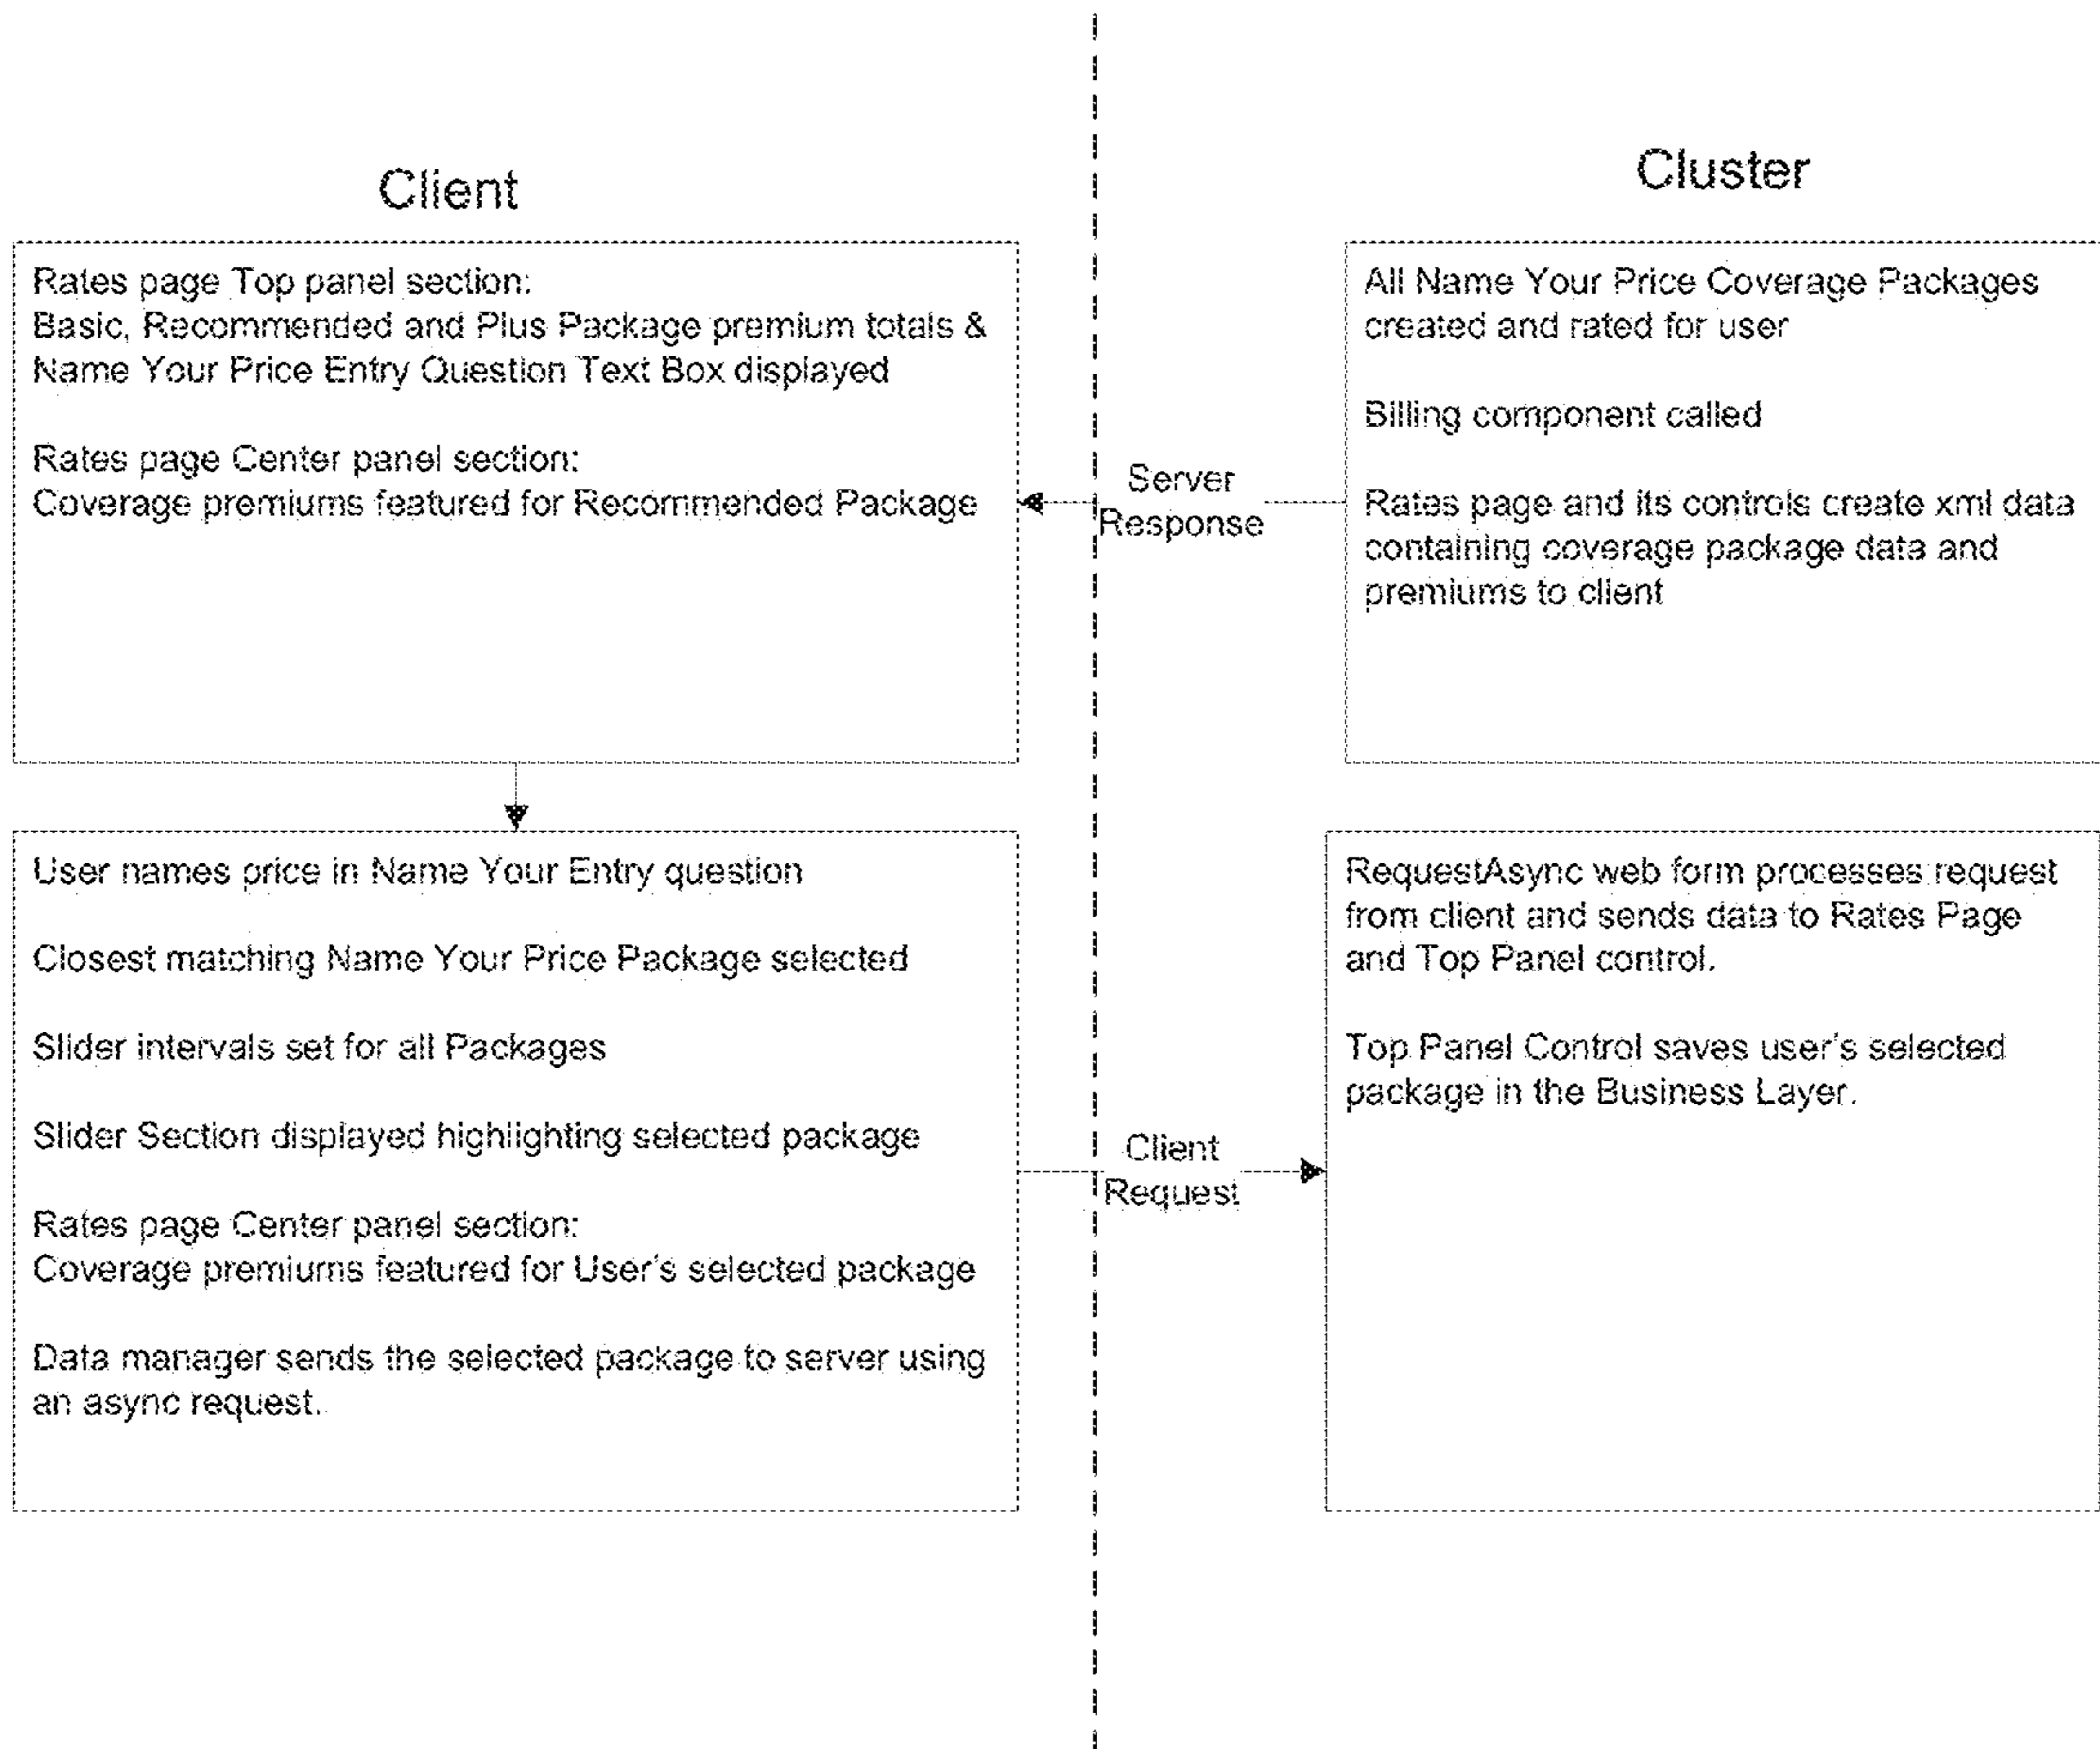 Client
Cluster
Rates page Top panel section:
Basic, Recommended and Plus Package premium totals &
Name Your Price Entry Question Text Box displayed
Rates page Center panel section:
Coverage premiums featured for Recommended Package
Server
Response
All Name Your Price Coverage Packages
created and rated for user
Billing component called
Rates page and its controls create xml data
containing coverage package data and
premiums to client
User names price in Name Your Entry question
Closest matching Name Your Price Package selected
Slider intervals set for all Packages
Slider Section displayed highlighting selected package
Rates page Center panel section:
Coverage premiums featured for User's selected package
Data manager sends the selected package to server using
an async request.
Client
Request
RequestAsync web form processes request
from client and sends data to Rates Page
and Top Panel control.
Top Panel Control saves user's selected
package in the Business Layer.